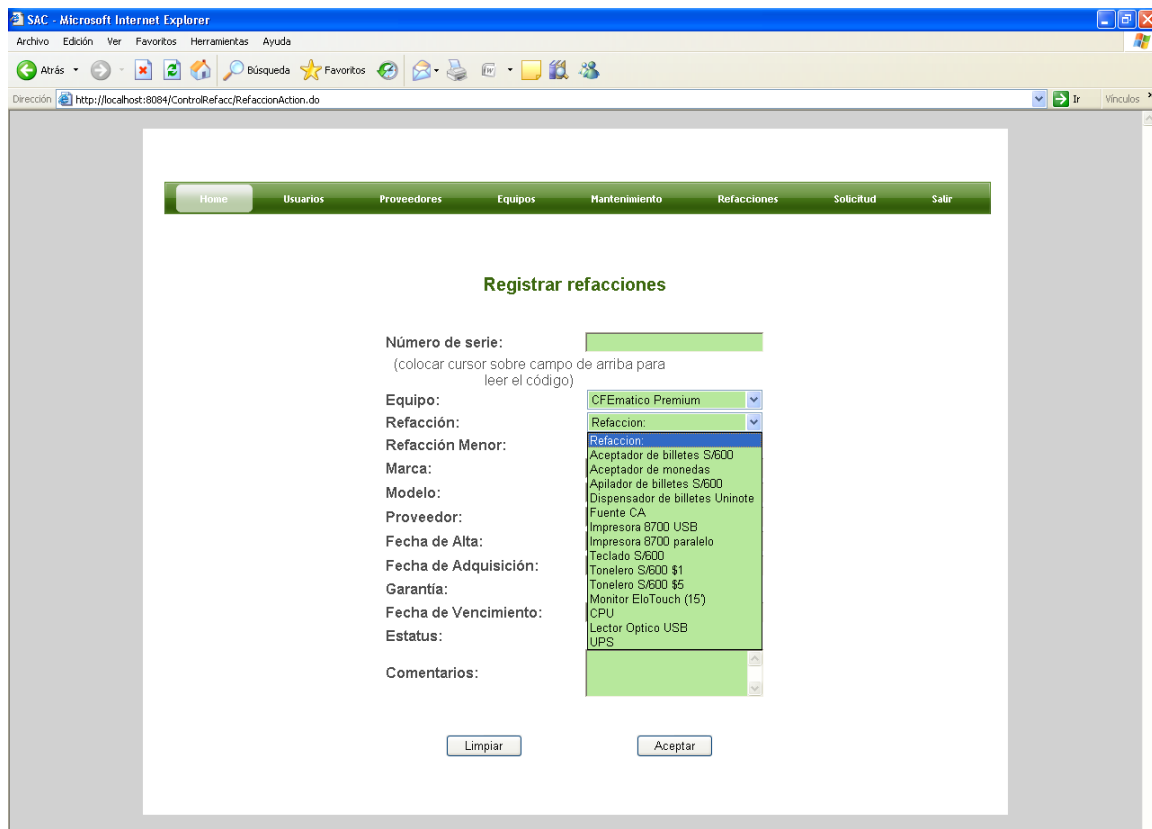 SAC - Microsoft Internet Explorer
Archivo Edición Ver Favoritos Herramientas Ayuda
Atrás Búsqueda Favoritos
Dirección http://localhost:8084/ControlRefacc/RefaccionAction.do Ir Vínculos
Home Usuarios Proveedores Equipos Mantenimiento Refacciones Solicitud Salir
Registrar refacciones
Número de serie:
(colocar cursor sobre campo de arriba para
leer el código)
Equipo: CFEmatico Premium
Refacción: Refaccion:
Refacción Menor:
Marca:
Modelo:
Proveedor:
Fecha de Alta:
Fecha de Adquisición:
Garantía:
Fecha de Vencimiento:
Estatus:
Refaccion:
Aceptador de billetes S/600
Aceptador de monedas
Apilador de billetes S/600
Dispensador de billetes Uninote
Fuente CA
Impresora 8700 USB
Impresora 8700 paralelo
Teclado S/600
Tonelero S/600 $1
Tonelero S/600 $5
Monitor EloTouch (15')
CPU
Lector Optico USB
UPS
Comentarios:
Limpiar Aceptar